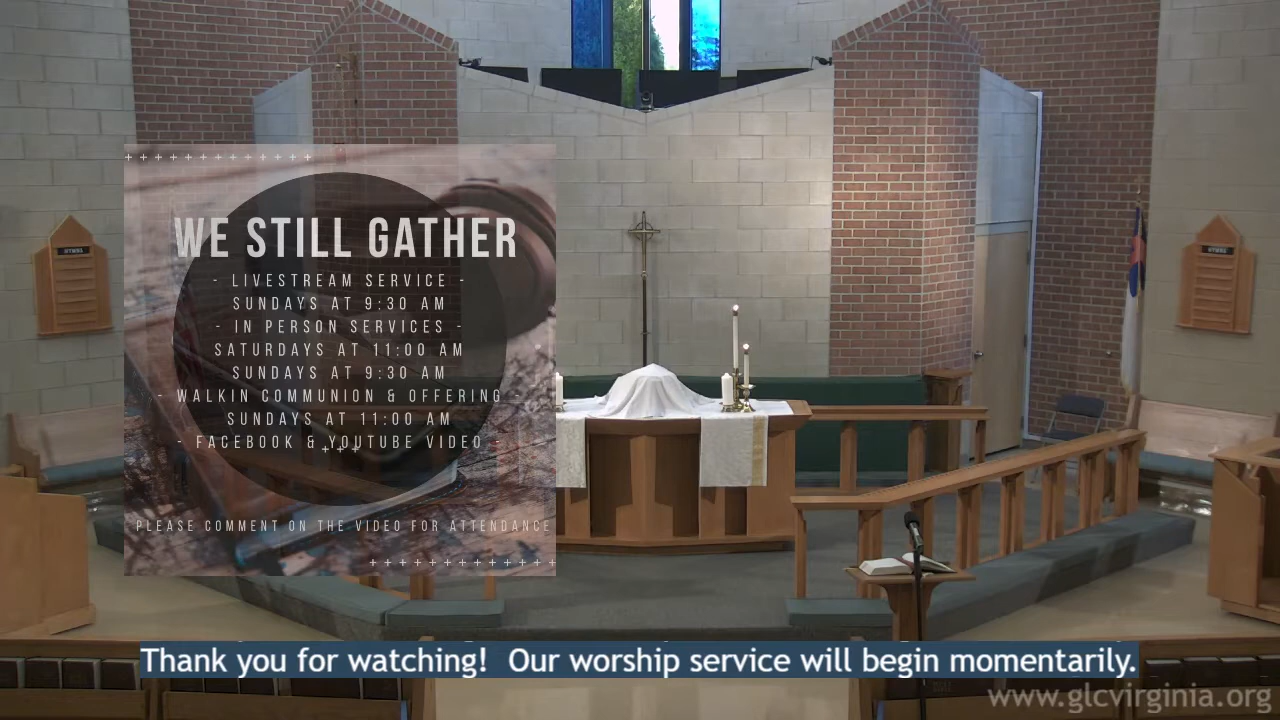 WE STILL GATHER
- LIVESTREAM SERVICE -
SUNDAYS AT 9:30 AM
- IN PERSON SERVICES -
SATURDAYS AT 11:00 AM
SUNDAYS AT 9:30 AM
- WALKIN COMMUNION & OFFERING -
SUNDAYS AT 11:00 AM
- FACEBOOK & YOUTUBE VIDEO -
PLEASE COMMENT ON THE VIDEO FOR ATTENDANCE
HYMNS
HYMNS
Thank you for watching!  Our worship service will begin momentarily.
www.glcvirginia.org